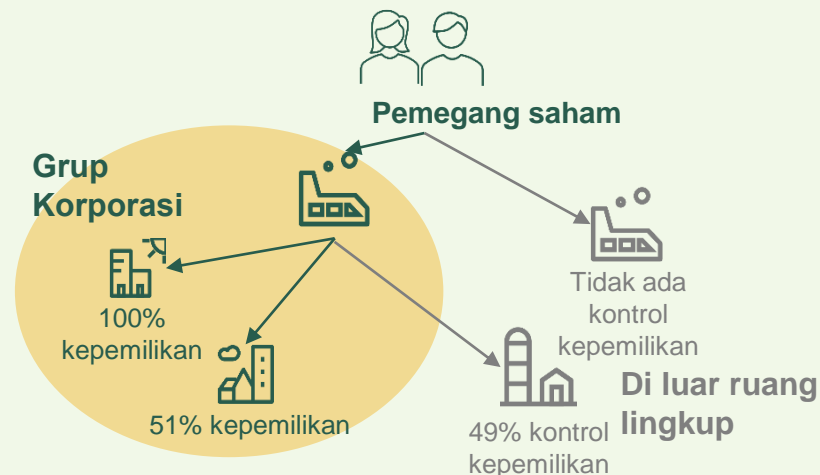 Pemegang saham
Grup
Korporasi
100%
kepemilikan
51% kepemilikan
Tidak ada
kontrol
kepemilikan
Di luar ruang
lingkup
49% kontrol
kepemilikan